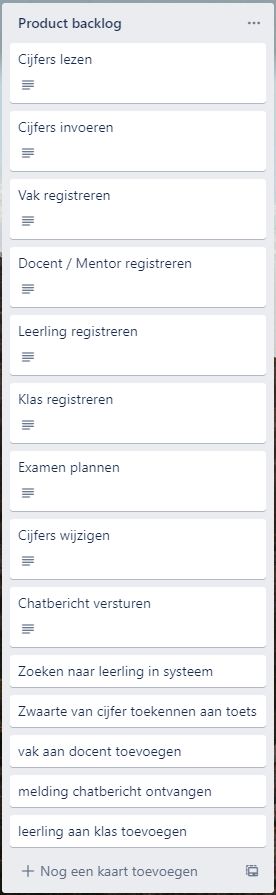 Product backlog
Cijfers lezen
Cijfers invoeren
Vak registreren
Docent / Mentor registreren
Leerling registreren
Klas registreren
Examen plannen
Cijfers wijzigen
Chatbericht versturen
Zoeken naar leerling in systeem
Zwaarte van cijfer toekennen aan toets
vak aan docent toevoegen
melding chatbericht ontvangen
leerling aan klas toevoegen
Nog een kaart toevoegen